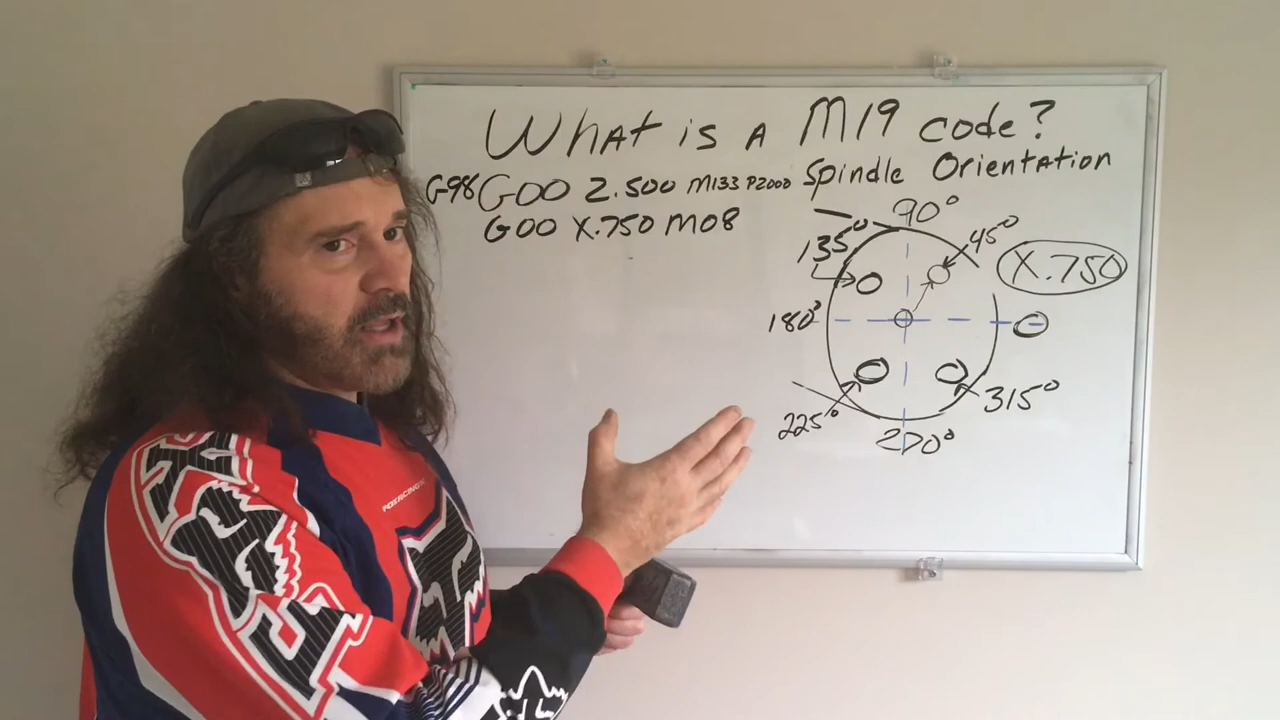 What is a M19 code?
G98 G00 Z.500 M133 P2000 Spindle Orientation
G00 X.750 M08
90°
135°
45°
X.750
180°
225°
315°
270°
FOXRACING